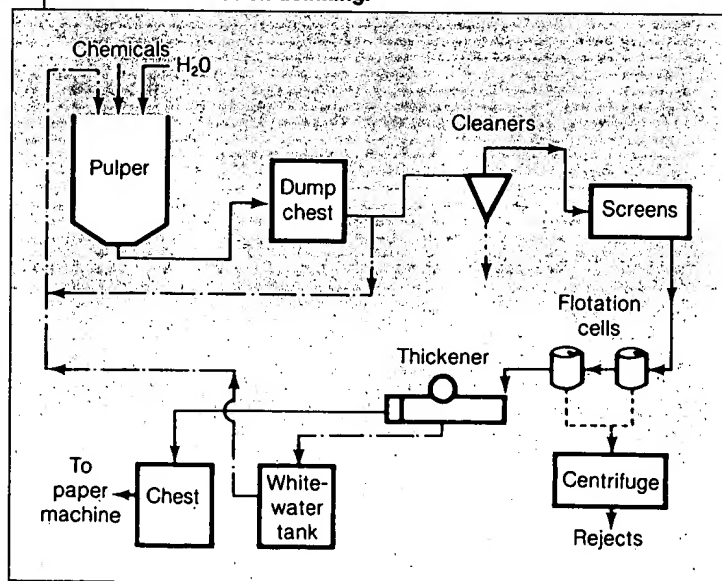 deinking.
Chemicals
H₂O
Pulper
Dump
chest
Cleaners
Screens
Flotation
cells
Thickener
To
paper
machine
Chest
White-
water
tank
Centrifuge
Rejects